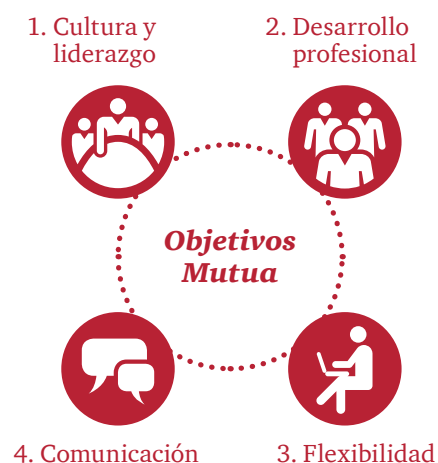 1. Cultura y
liderazgo
2. Desarrollo
profesional
Objetivos
Mutua
4. Comunicación
3. Flexibilidad